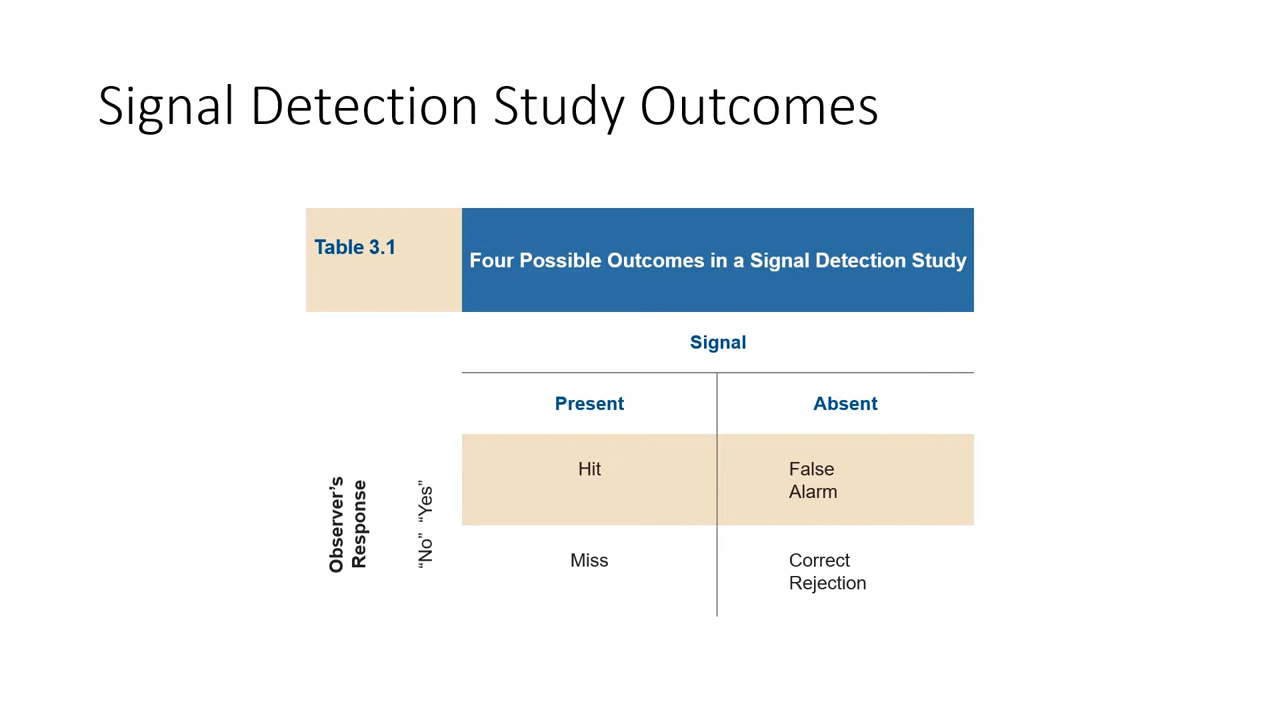 Signal Detection Study Outcomes
Table 3.1
Four Possible Outcomes in a Signal Detection Study
Signal
Present
Absent
Observer’s
Response
“No” “Yes”
Hit
False
Alarm
Miss
Correct
Rejection